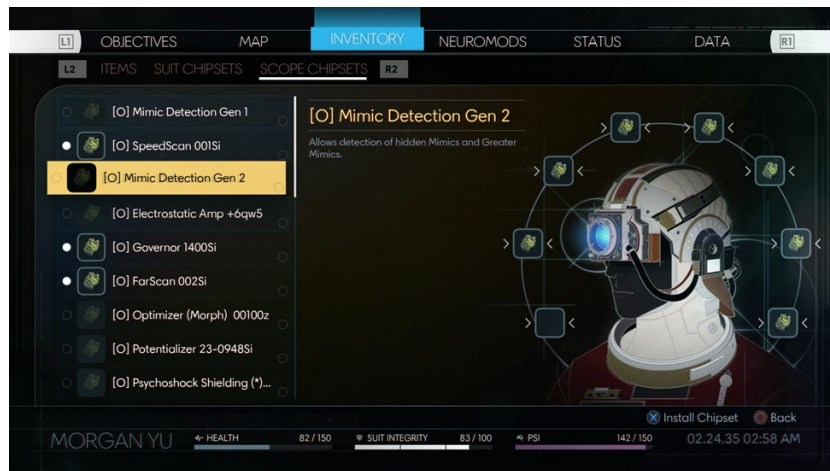 L1 OBJECTIVES MAP INVENTORY NEUROMODS STATUS DATA R1
L2 ITEMS SUIT CHIPSETS SCOPE CHIPSETS R2
[O] Mimic Detection Gen 1
[O] SpeedScan 001Si
[O] Mimic Detection Gen 2
[O] Electrostatic Amp +6qw5
[O] Governor 1400Si
[O] FarScan 002Si
[O] Optimizer (Morph) 00100z
[O] Potentializer 23-0948Si
[O] Psychoshock Shielding (*)...
[O] Mimic Detection Gen 2
Allows detection of hidden Mimics and Greater
Mimics.
Install Chipset Back
MORGAN YU HEALTH 82 / 150 SUIT INTEGRITY 83 / 100 PSI 142 / 150 02.24.35 02:58 AM